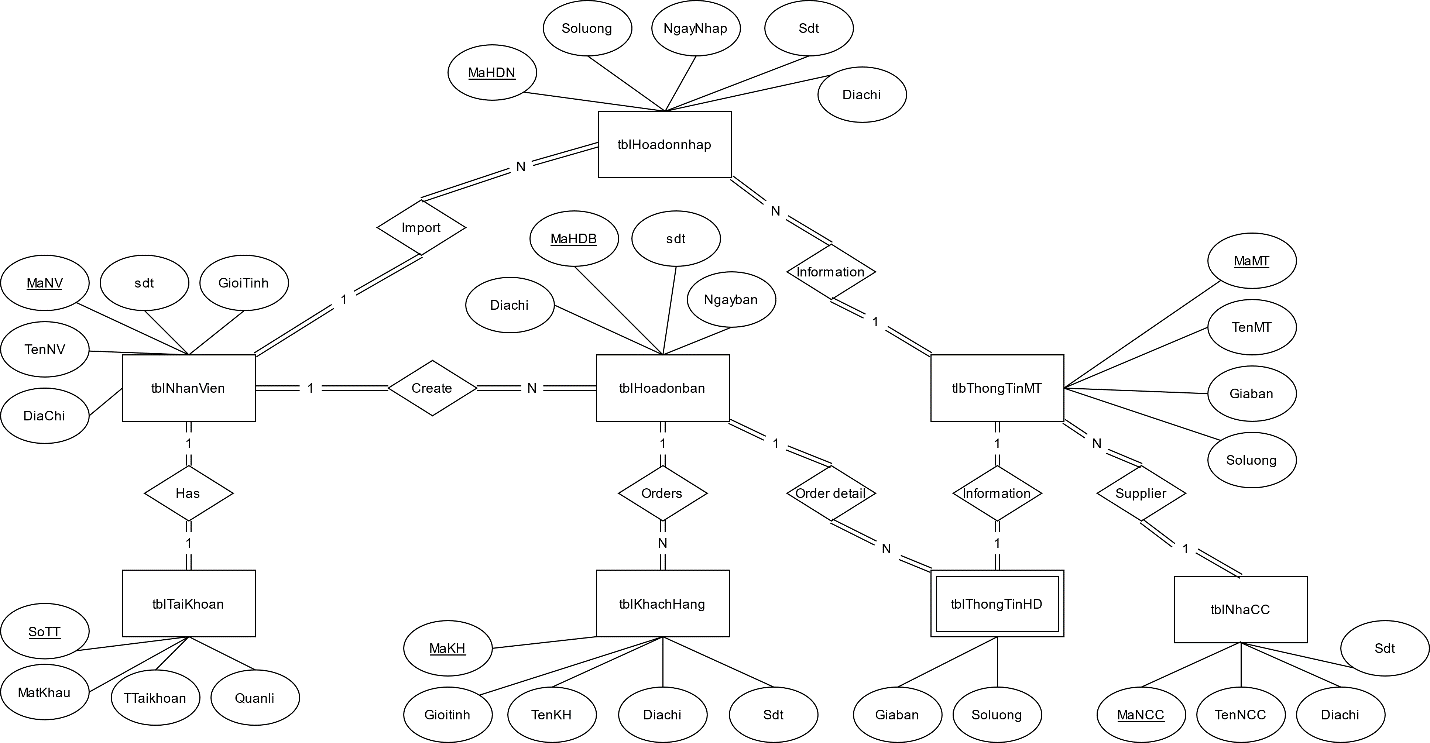 Soluong
NgayNhap
Sdt
MaHDN
Diachi
tblHoadonnhap
N
N
Import
MaHDB
sdt
Information
MaNV
sdt
GioiTinh
MaMT
Diachi
Ngayban
1
1
TenNV
TenMT
tblNhanVien
1
Create
N
tblHoadonban
tlbThongTinMT
Giaban
DiaChi
1
1
1
1
N
Soluong
Has
Orders
Order detail
Information
Supplier
1
N
N
1
1
tblTaiKhoan
tblKhachHang
tblThongTinHD
tblNhaCC
SoTT
MaKH
Sdt
MatKhau
TTaikhoan
Quanli
Gioitinh
TenKH
Diachi
Sdt
Giaban
Soluong
MaNCC
TenNCC
Diachi